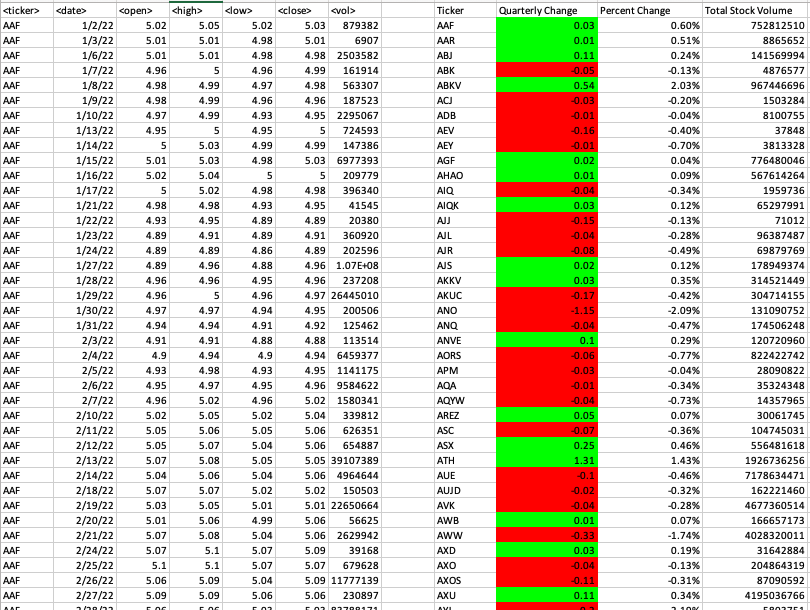 <ticker> <date> <open> <high> <low> <close> <vol> Ticker Quarterly Change Percent Change Total Stock Volume
AAF 1/2/22 5.02 5.05 5.02 5.03 879382 AAF 0.03 0.60% 752812510
AAF 1/3/22 5.01 5.01 4.98 5.01 6907 AAR 0.01 0.51% 8865652
AAF 1/6/22 5.01 5.01 4.98 4.98 2503582 ABJ 0.11 0.24% 141569994
AAF 1/7/22 4.96 5 4.96 4.99 161914 ABK -0.05 -0.13% 4876577
AAF 1/8/22 4.98 4.99 4.97 4.98 563307 ABKV 0.54 2.03% 967446696
AAF 1/9/22 4.98 4.99 4.96 4.96 187523 ACJ -0.03 -0.20% 1503284
AAF 1/10/22 4.97 4.99 4.93 4.95 2295067 ADB -0.01 -0.04% 8100755
AAF 1/13/22 4.95 5 4.95 5 724593 AEV -0.16 -0.40% 37848
AAF 1/14/22 5 5.03 4.99 4.99 147386 AEY -0.01 -0.70% 3813328
AAF 1/15/22 5.01 5.03 4.98 5.03 6977393 AGF 0.02 0.04% 776480046
AAF 1/16/22 5.02 5.04 5 5 209779 AHAO 0.01 0.09% 567614264
AAF 1/17/22 5 5.02 4.98 4.98 396340 AIQ -0.04 -0.34% 1959736
AAF 1/21/22 4.98 4.98 4.93 4.95 41545 AIQK 0.03 0.12% 65297991
AAF 1/22/22 4.93 4.95 4.89 4.89 20380 AJJ -0.15 -0.13% 71012
AAF 1/23/22 4.89 4.91 4.89 4.91 360920 AJL -0.04 -0.28% 96387487
AAF 1/24/22 4.89 4.89 4.86 4.89 202596 AJR -0.08 -0.49% 69879769
AAF 1/27/22 4.89 4.96 4.88 4.96 1.07E+08 AJS 0.02 0.12% 178949374
AAF 1/28/22 4.96 4.96 4.95 4.96 237208 AKKV 0.03 0.35% 314521449
AAF 1/29/22 4.96 5 4.96 4.97 26445010 AKUC -0.17 -0.42% 304714155
AAF 1/30/22 4.97 4.97 4.94 4.95 200506 ANO -1.15 -2.09% 131090752
AAF 1/31/22 4.94 4.94 4.91 4.92 125462 ANQ -0.04 -0.47% 174506248
AAF 2/3/22 4.91 4.91 4.88 4.88 113514 ANVE 0.1 0.29% 120720960
AAF 2/4/22 4.9 4.94 4.9 4.94 6459377 AORS -0.06 -0.77% 822422742
AAF 2/5/22 4.93 4.98 4.93 4.95 1141175 APM -0.03 -0.04% 28090822
AAF 2/6/22 4.95 4.97 4.95 4.96 9584622 AQA -0.01 -0.34% 35324348
AAF 2/7/22 4.96 5.02 4.96 5.02 1580341 AQYW -0.04 -0.73% 14357965
AAF 2/10/22 5.02 5.05 5.02 5.04 339812 AREZ 0.05 0.07% 30061745
AAF 2/11/22 5.05 5.06 5.05 5.06 626351 ASC -0.07 -0.36% 104745031
AAF 2/12/22 5.05 5.07 5.04 5.06 654887 ASX 0.25 0.46% 556481618
AAF 2/13/22 5.07 5.08 5.05 5.05 39107389 ATH 1.31 1.43% 1926736256
AAF 2/14/22 5.04 5.06 5.04 5.06 4964644 AUE -0.1 -0.46% 7178634471
AAF 2/18/22 5.07 5.07 5.02 5.02 150503 AUJD -0.02 -0.32% 162221460
AAF 2/19/22 5.03 5.05 5.01 5.01 22650664 AVK -0.04 -0.28% 4677360514
AAF 2/20/22 5.01 5.06 4.99 5.06 56625 AWB 0.01 0.07% 166657173
AAF 2/21/22 5.07 5.08 5.04 5.06 2629942 AWW -0.33 -1.74% 4028320011
AAF 2/24/22 5.07 5.1 5.07 5.09 39168 AXD 0.03 0.19% 31642884
AAF 2/25/22 5.1 5.1 5.07 5.07 679628 AXO -0.04 -0.13% 204864319
AAF 2/26/22 5.06 5.09 5.04 5.09 11777139 AXOS -0.11 -0.31% 87090592
AAF 2/27/22 5.09 5.09 5.06 5.06 230897 AXU 0.11 0.34% 4195036766